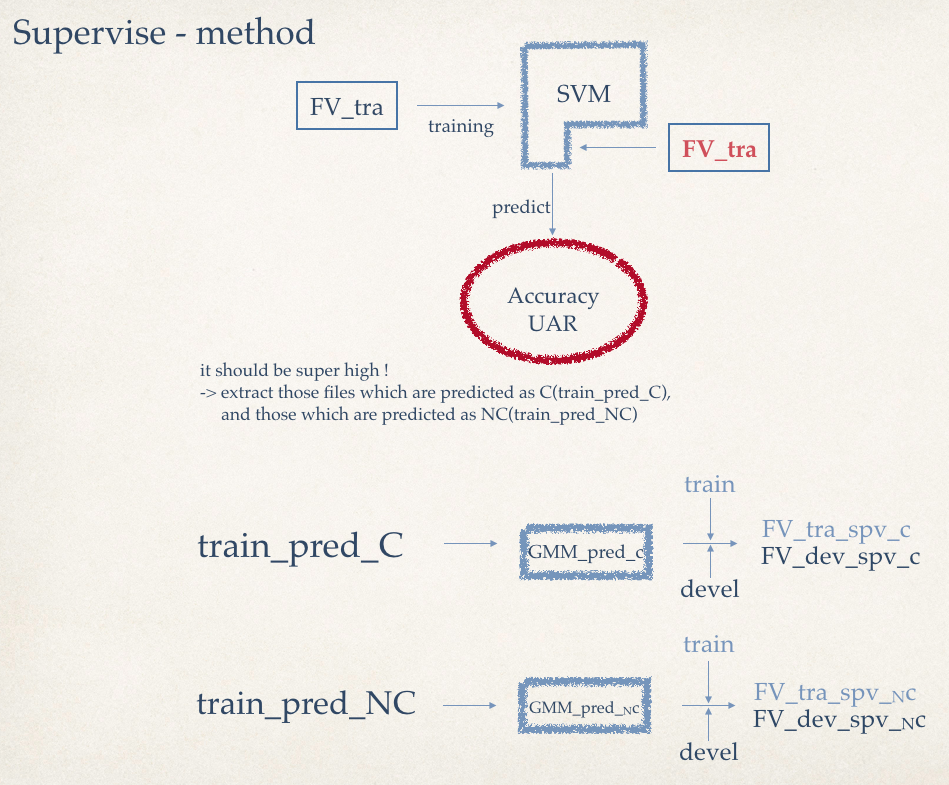 Supervise - method
FV_tra
training
SVM
FV_tra
predict
Accuracy
UAR
it should be super high !
-> extract those files which are predicted as C(train_pred_C),
and those which are predicted as NC(train_pred_NC)
train_pred_C
GMM_pred_c
train
devel
FV_tra_spv_c
FV_dev_spv_c
train_pred_NC
GMM_pred_Nc
train
devel
FV_tra_spv_Nc
FV_dev_spv_Nc